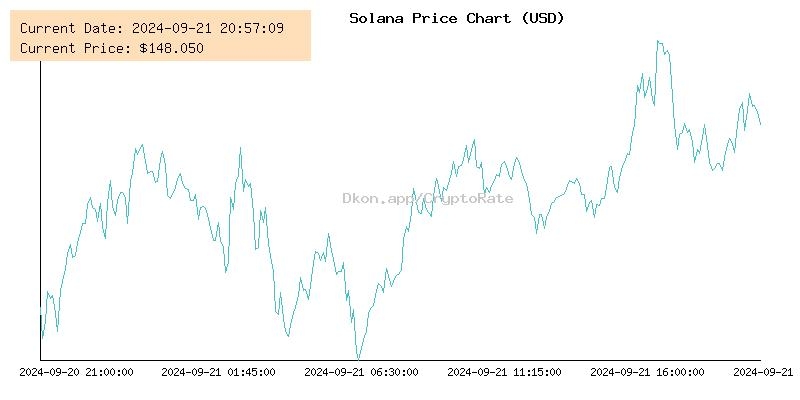 Solana Price Chart (USD)
Current Date: 2024-09-21 20:57:09
Current Price: $148.050
Dkon.app/CryptoRate
2024-09-20 21:00:00 2024-09-21 01:45:00 2024-09-21 06:30:00 2024-09-21 11:15:00 2024-09-21 16:00:00 2024-09-21